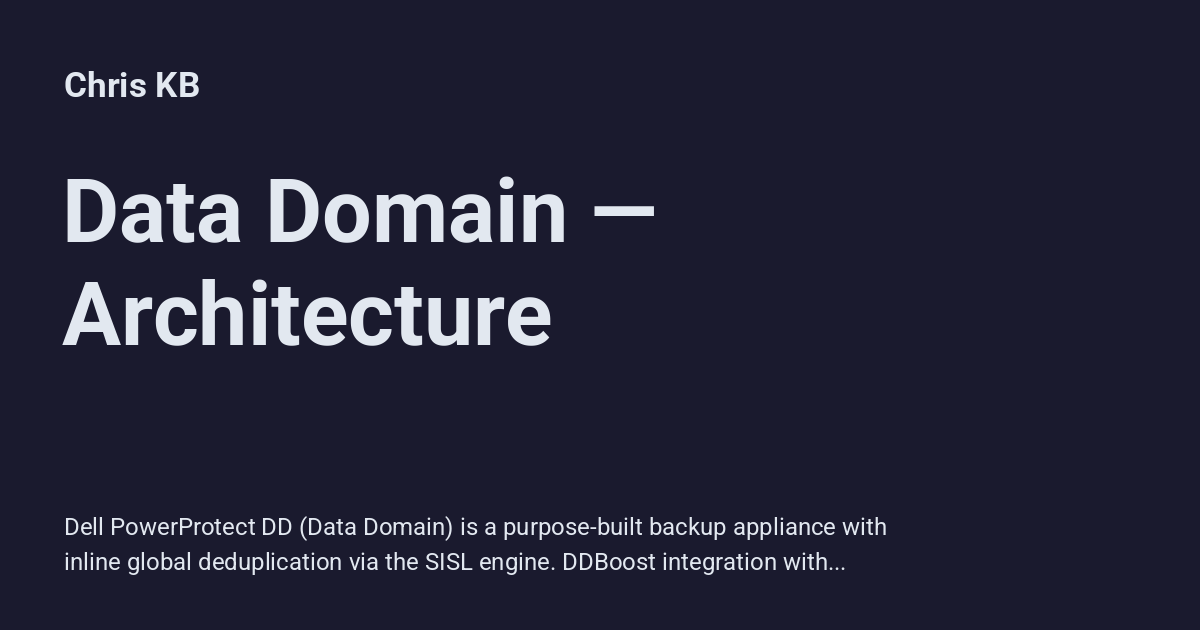 Chris KB
Data Domain —
Architecture
Dell PowerProtect DD (Data Domain) is a purpose-built backup appliance with
inline global deduplication via the SISL engine. DDBoost integration with...